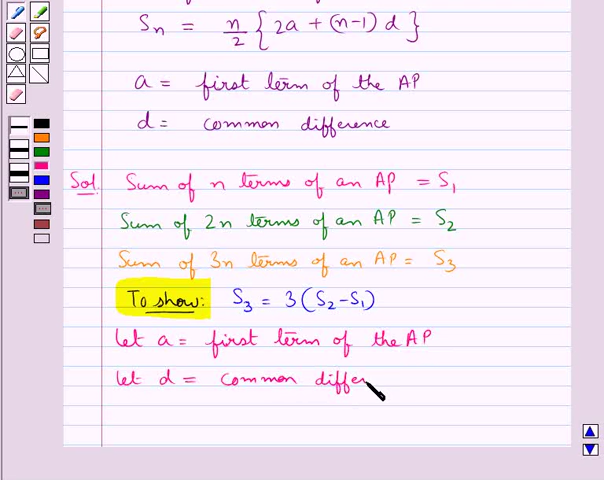 Sn = n/2 { 2a + (n-1) d }
a = first term of the AP
d = common difference
Sol. Sum of n terms of an AP = S1
Sum of 2n terms of an AP = S2
Sum of 3n terms of an AP = S3
To show: S3 = 3 (S2 - S1)
let a = first term of the AP
let d = common differ